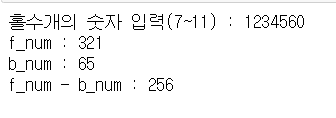 홀수개의 숫자 입력(7~11) : 1234560
f_num : 321
b_num : 65
f_num - b_num : 256